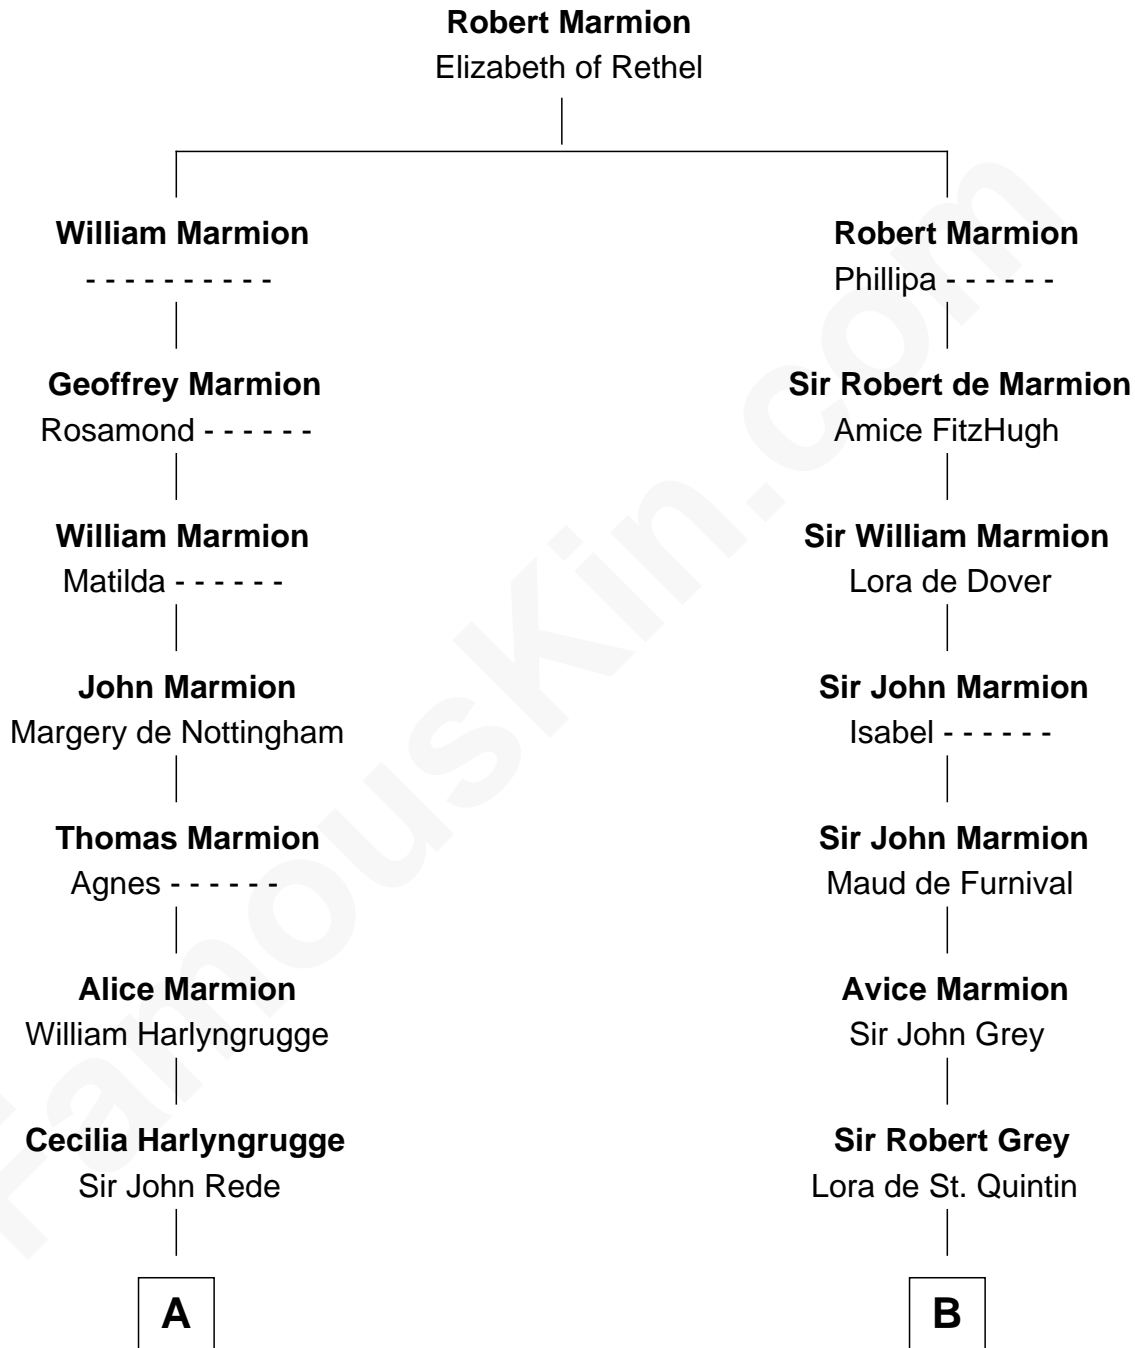 Robert Marmion
Elizabeth of Rethel
William Marmion
- - - - - - - - - -
Robert Marmion
Phillipa - - - - - -
Geoffrey Marmion
Rosamond - - - - - -
Sir Robert de Marmion
Amice FitzHugh
William Marmion
Matilda - - - - - -
Sir William Marmion
Lora de Dover
John Marmion
Margery de Nottingham
Sir John Marmion
Isabel - - - - - -
Thomas Marmion
Agnes - - - - - -
Sir John Marmion
Maud de Furnival
Alice Marmion
William Harlyngrugge
Avice Marmion
Sir John Grey
Cecilia Harlyngrugge
Sir John Rede
Sir Robert Grey
Lora de St. Quintin
A
B
FamousKin.com